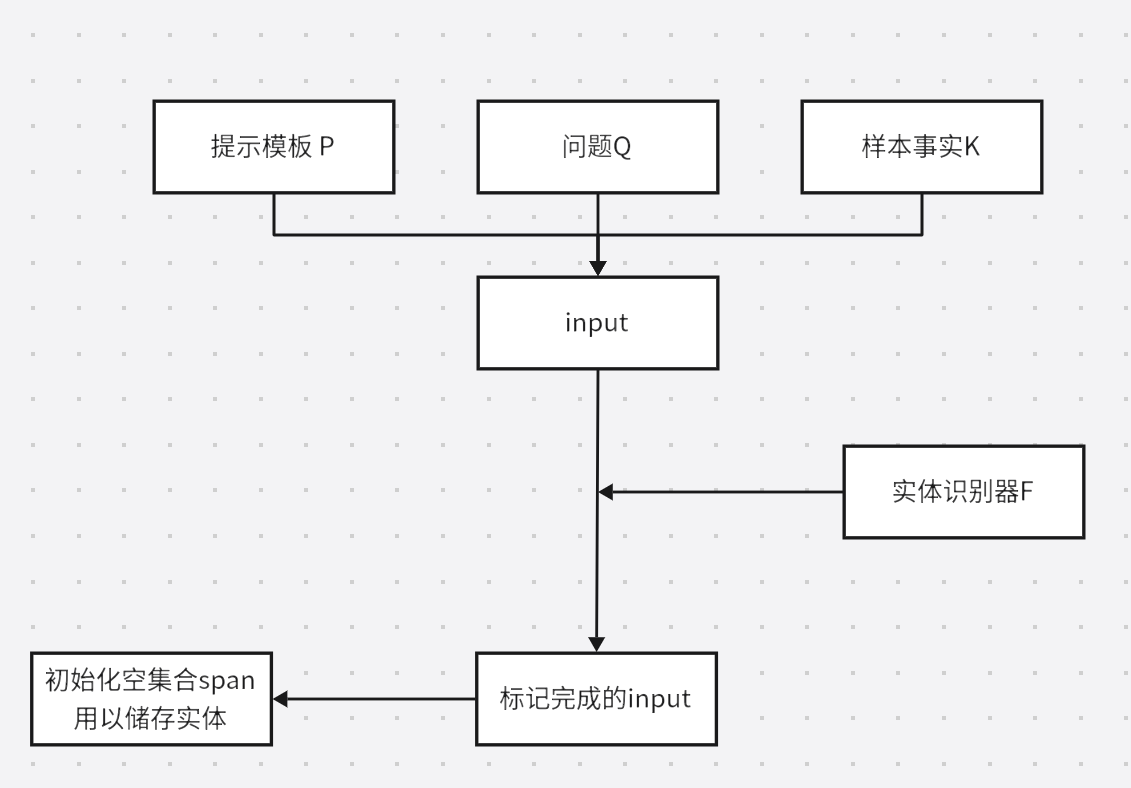 提示模板 P
问题Q
样本事实K
input
实体识别器F
初始化空集合span
用以储存实体
标记完成的input